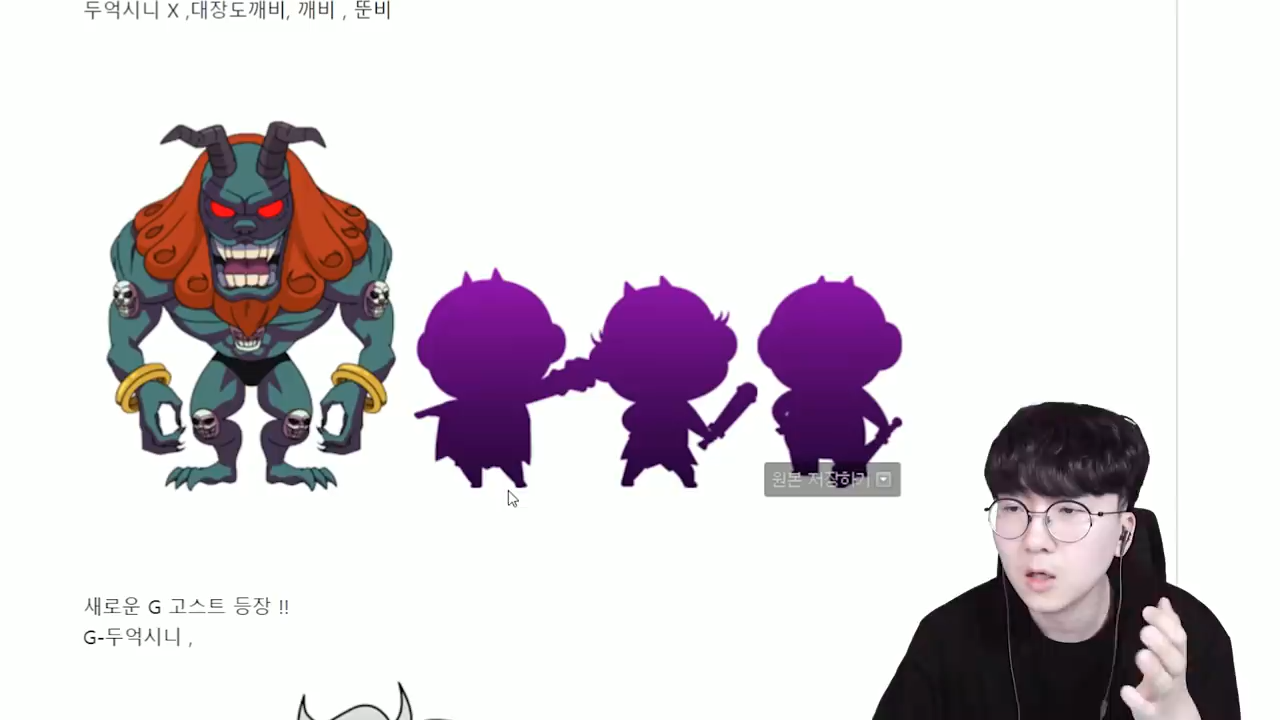 두억시니 X ,대장도깨비, 깨비 , 뚠비
원본 저장하기
새로운 G 고스트 등장 !!
G-두억시니 ,